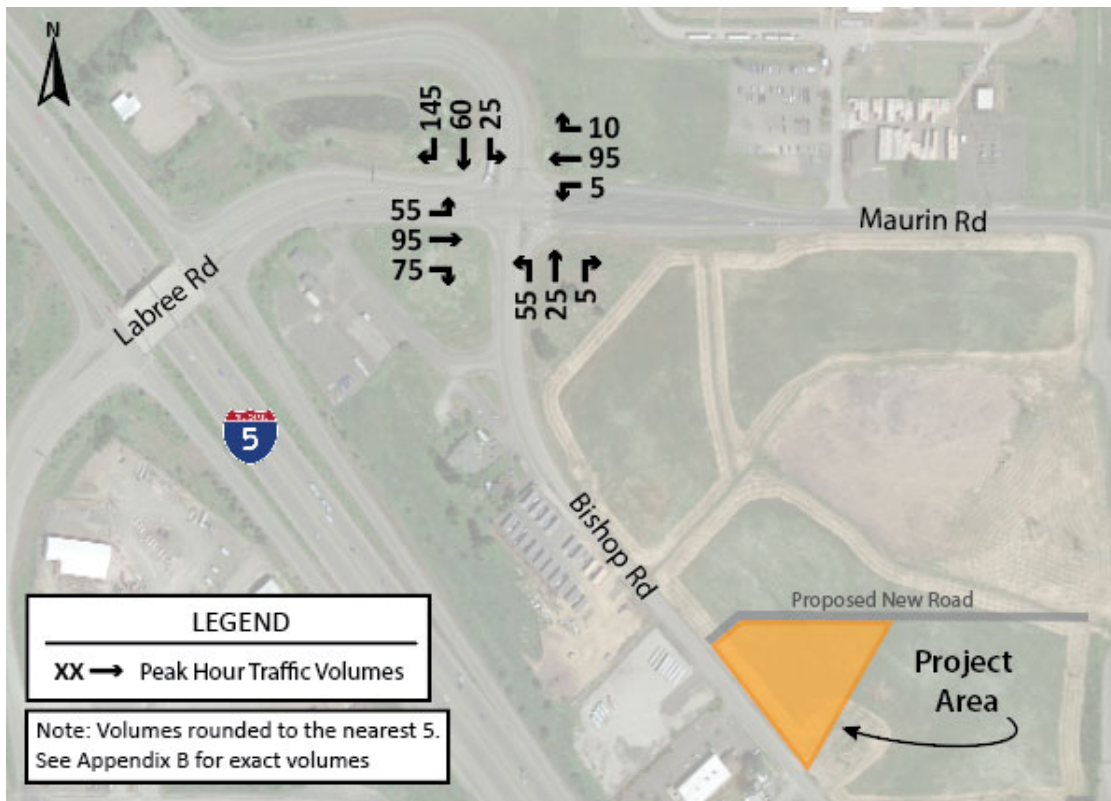 N
145
60
25
10
95
5
55
95
75
55
25
5
Maurin Rd
Labree Rd
5
Bishop Rd
Proposed New Road
Project
Area
LEGEND
XX Peak Hour Traffic Volumes
Note: Volumes rounded to the nearest 5.
See Appendix B for exact volumes